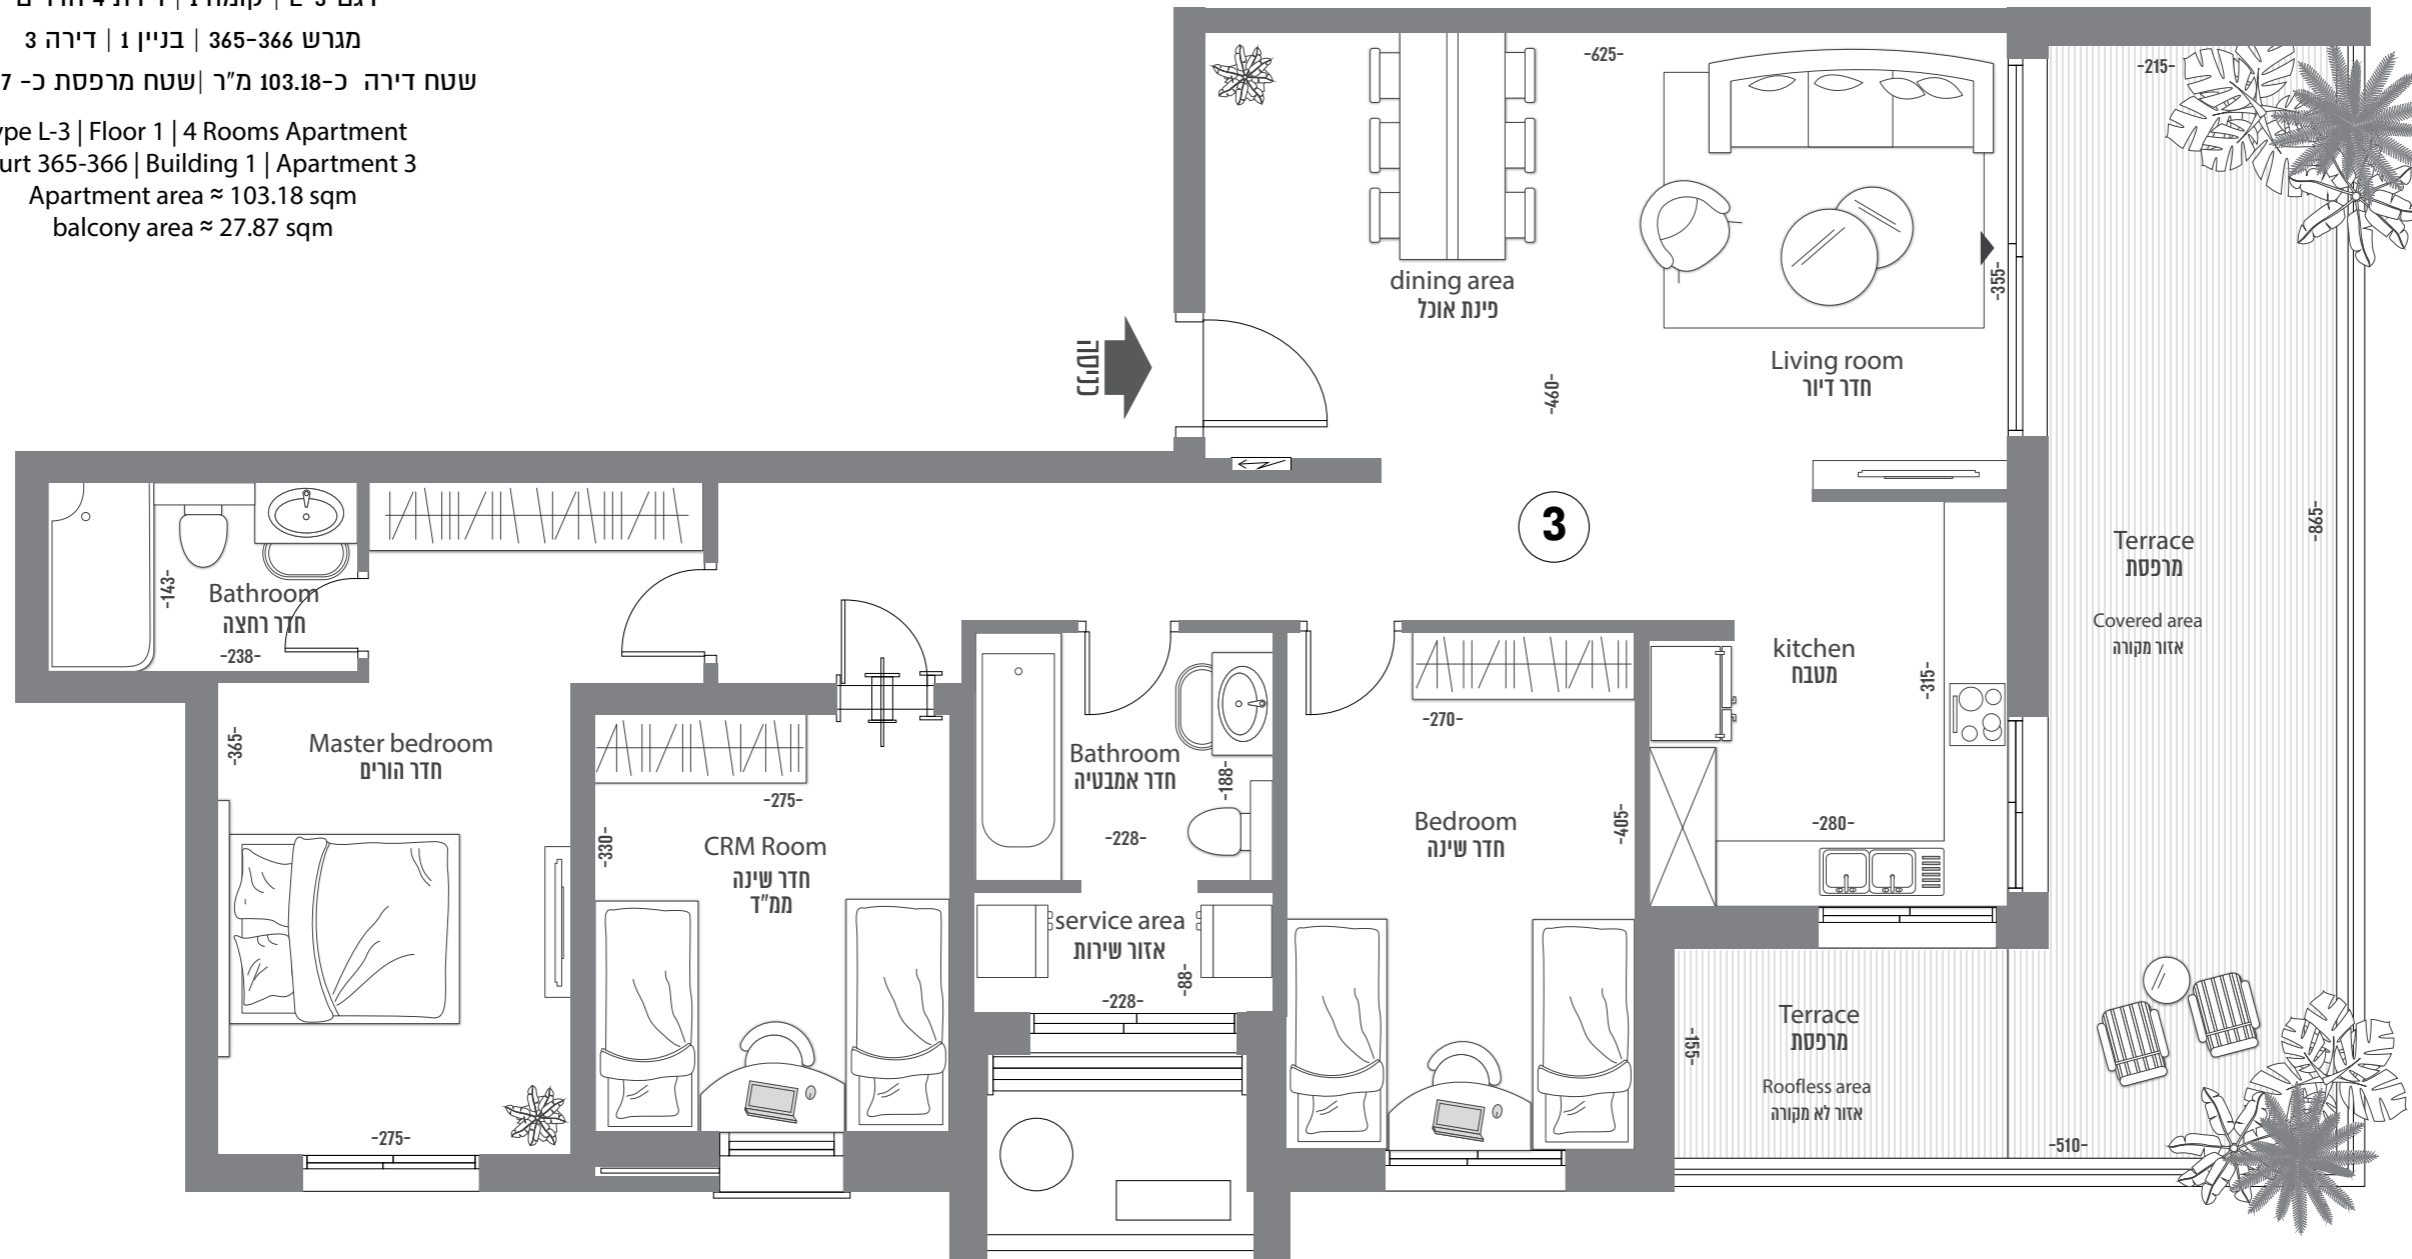 מגרש 365-366 | בניין 1 | דירה 3
שטח דירה כ-103.18 מ"ר |שטח מרפסת כ- 7
ype L-3 | Floor 1 | 4 Rooms Apartment
urt 365-366 | Building 1 | Apartment 3
Apartment area ≈ 103.18 sqm
balcony area ≈ 27.87 sqm
-625-
-215-
dining area
פינת אוכל
-355-
כניסה
Living room
חדר דיור
-460-
3
-865-
Terrace
מרפסת
Covered area
אזור מקורה
-143-
Bathroom
חדר רחצה
-238-
kitchen
מטבח
-315-
-280-
-365-
Master bedroom
חדר הורים
-275-
-275-
-330-
CRM Room
חדר שינה
ממ"ד
Bathroom
חדר אמבטיה
-188-
-228-
service area
אזור שירות
-88-
-228-
-270-
Bedroom
חדר שינה
-405-
Terrace
מרפסת
-155-
Roofless area
אזור לא מקורה
-510-